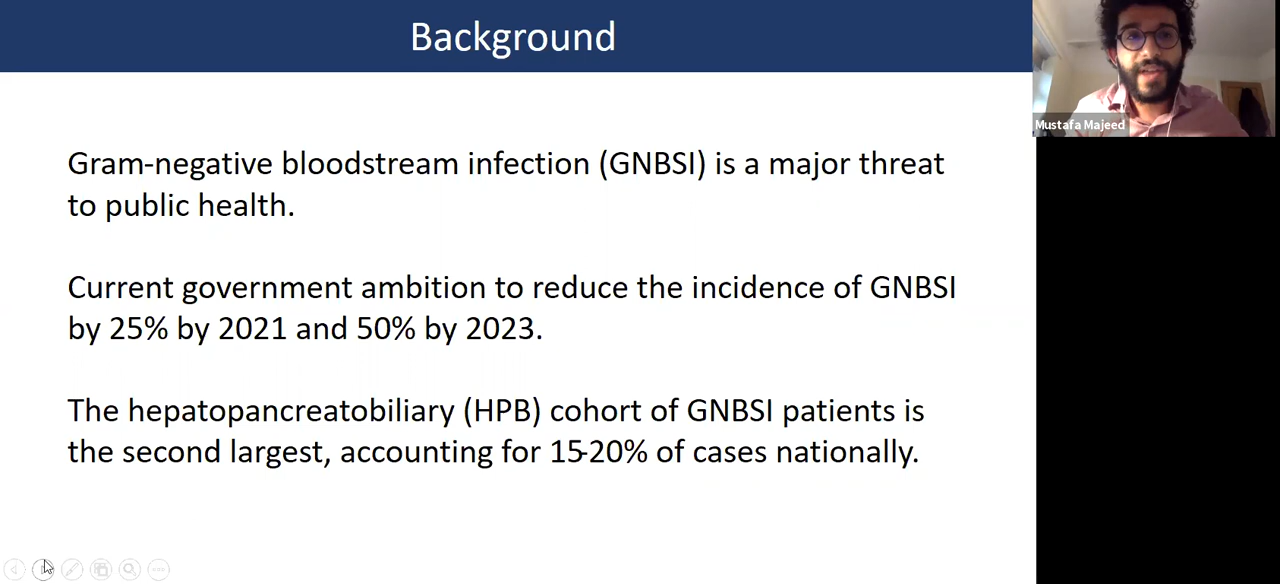 Background
Mustafa Majeed
Gram-negative bloodstream infection (GNBSI) is a major threat
to public health.
Current government ambition to reduce the incidence of GNBSI
by 25% by 2021 and 50% by 2023.
The hepatopancreatobiliary (HPB) cohort of GNBSI patients is
the second largest, accounting for 15-20% of cases nationally.